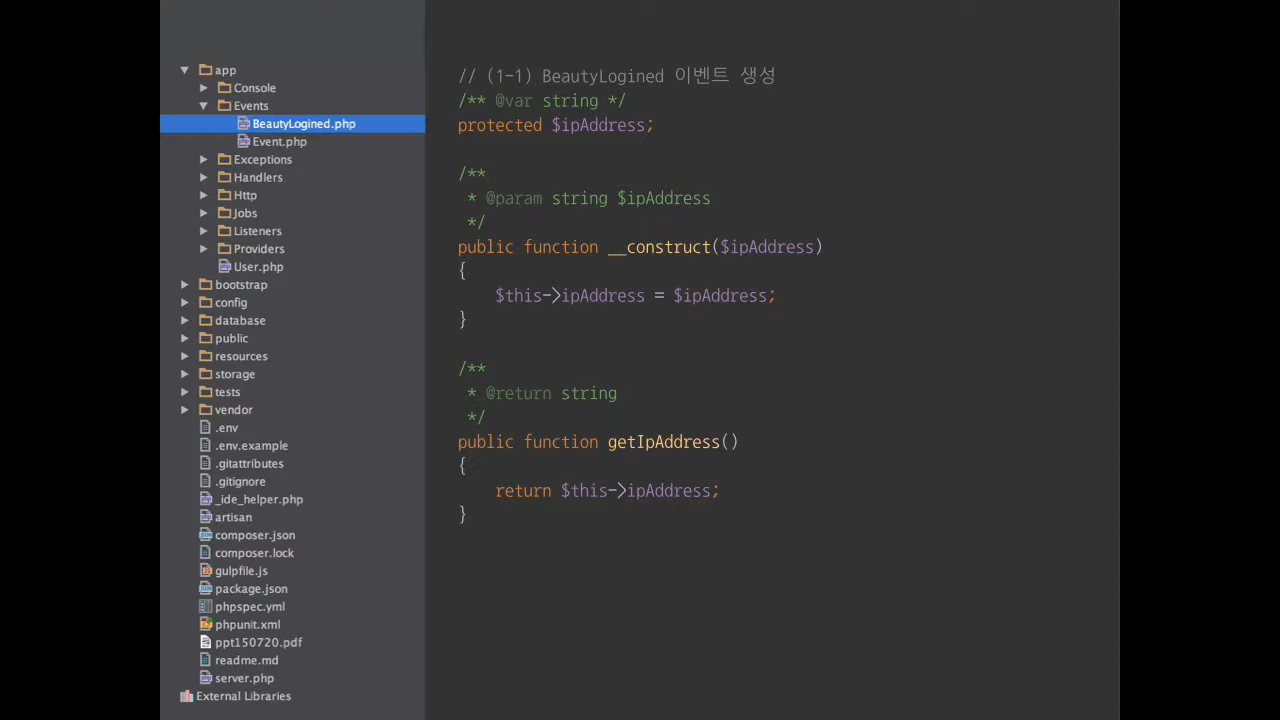 app
Console
Events
BeautyLogined.php
Event.php
Exceptions
Handlers
Http
Jobs
Listeners
Providers
User.php
bootstrap
config
database
public
resources
storage
tests
vendor
.env
.env.example
.gitattributes
.gitignore
_ide_helper.php
artisan
composer.json
composer.lock
gulpfile.js
package.json
phpspec.yml
phpunit.xml
ppt150720.pdf
readme.md
server.php
External Libraries
// (1-1) BeautyLogined 이벤트 생성
/** @var string */
protected $ipAddress;
/**
* @param string $ipAddress
*/
public function __construct($ipAddress)
{
$this->ipAddress = $ipAddress;
}
/**
* @return string
*/
public function getIpAddress()
{
return $this->ipAddress;
}